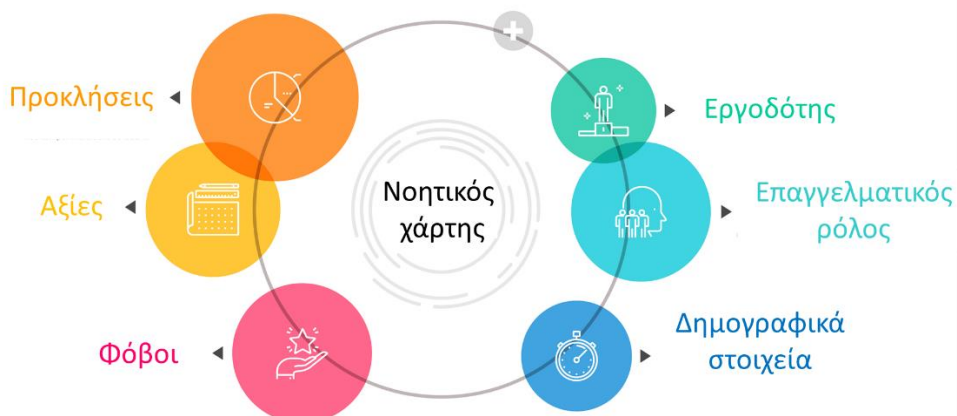 Προκλήσεις
Αξίες
Φόβοι
Νοητικός
χάρτης
Εργοδότης
Επαγγελματικός
ρόλος
Δημογραφικά
στοιχεία